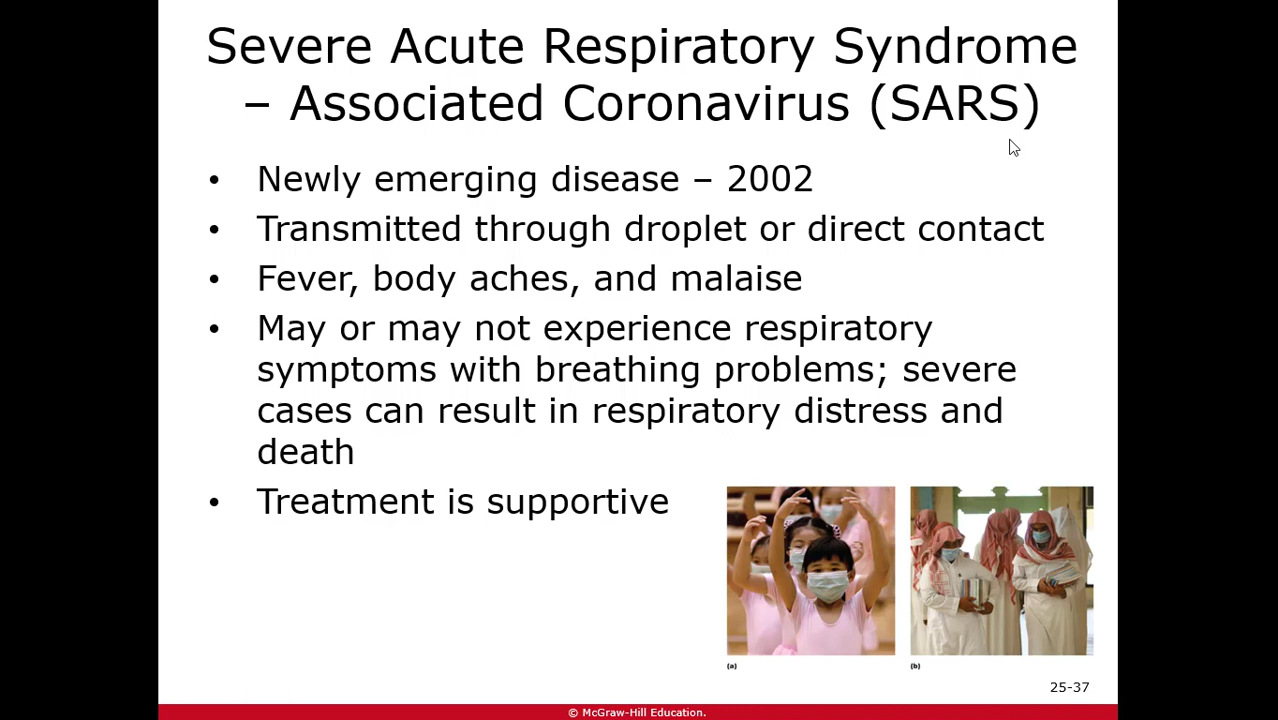 Severe Acute Respiratory Syndrome
– Associated Coronavirus (SARS)
• Newly emerging disease – 2002
• Transmitted through droplet or direct contact
• Fever, body aches, and malaise
• May or may not experience respiratory
symptoms with breathing problems; severe
cases can result in respiratory distress and
death
• Treatment is supportive
(a)
(b)
25-37
© McGraw-Hill Education.